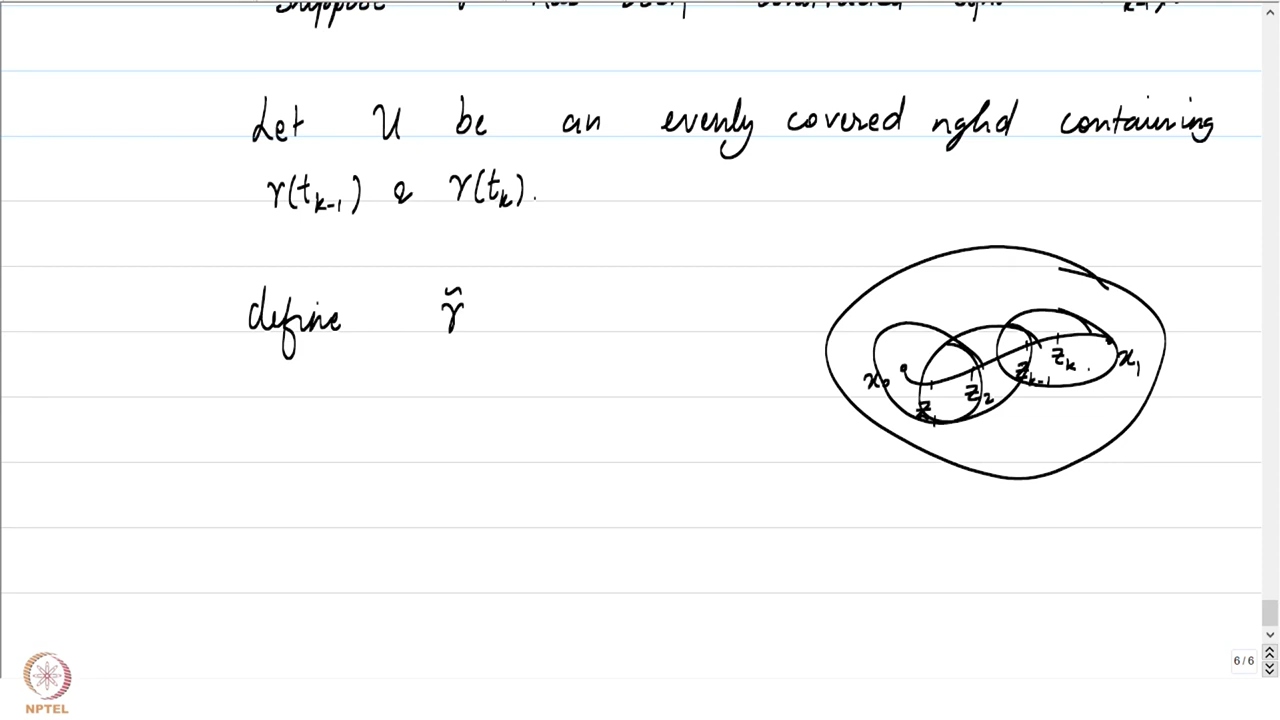 Let U be an evenly covered nghd containing
γ(t_{k-1}) & γ(t_k).
define γ̃
x₀ z₁ z₂ z_{k-1} z_k x₁
6 / 6
NPTEL